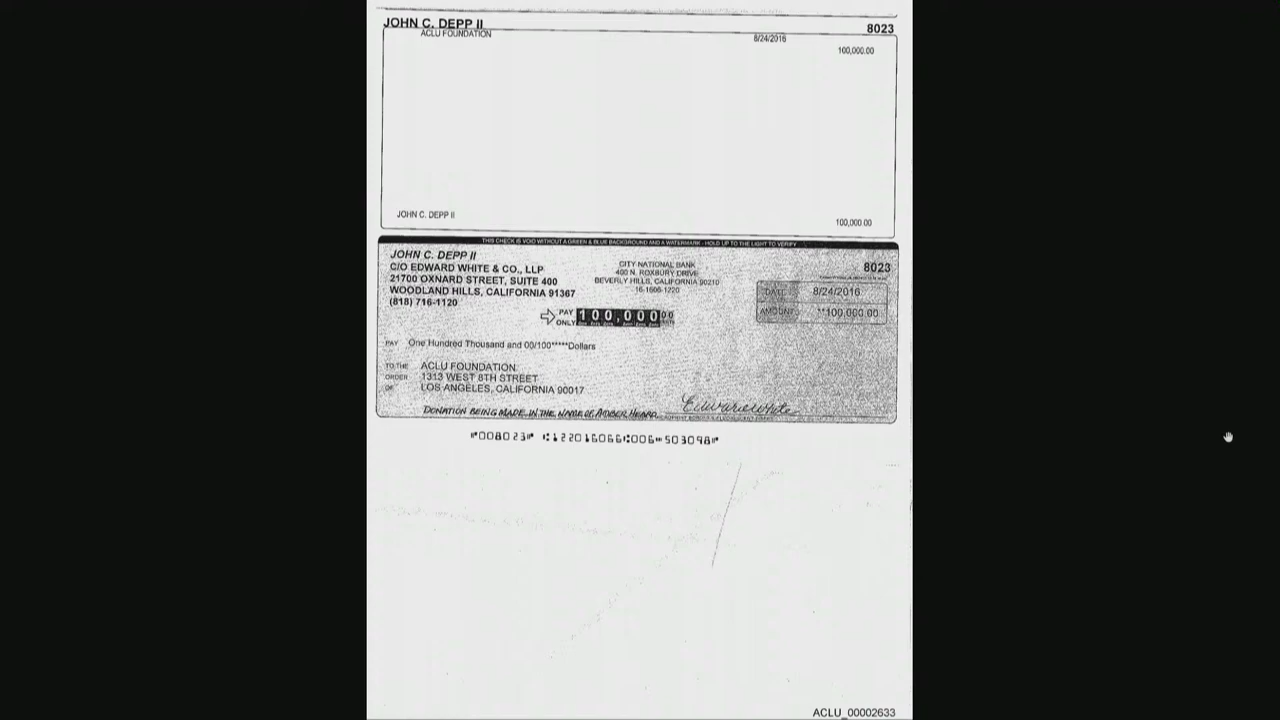 JOHN C. DEPP II 8023
ACLU FOUNDATION 8/24/2016
100,000.00
JOHN C. DEPP II 100,000.00
THIS CHECK IS VOID WITHOUT A GREEN & BLUE BACKGROUND AND A WATERMARK - HOLD UP TO THE LIGHT TO VERIFY
JOHN C. DEPP II
C/O EDWARD WHITE & CO., LLP
21700 OXNARD STREET, SUITE 400
WOODLAND HILLS, CALIFORNIA 91367
(818) 716-1120
CITY NATIONAL BANK
400 N. ROXBURY DRIVE
BEVERLY HILLS, CALIFORNIA 90210
16-1606-1220
8023
DATE 8/24/2016
AMOUNT **100,000.00
PAY ONLY 100,000 00
PAY One Hundred Thousand and 00/100*****Dollars
TO THE ORDER OF
ACLU FOUNDATION
1313 WEST 8TH STREET
LOS ANGELES, CALIFORNIA 90017
DONATION BEING MADE IN THE NAME OF AMBER HEARD
Edward White
⑈008023⑈ ⑆122016066⑆006⑉503098⑈
ACLU_00002633